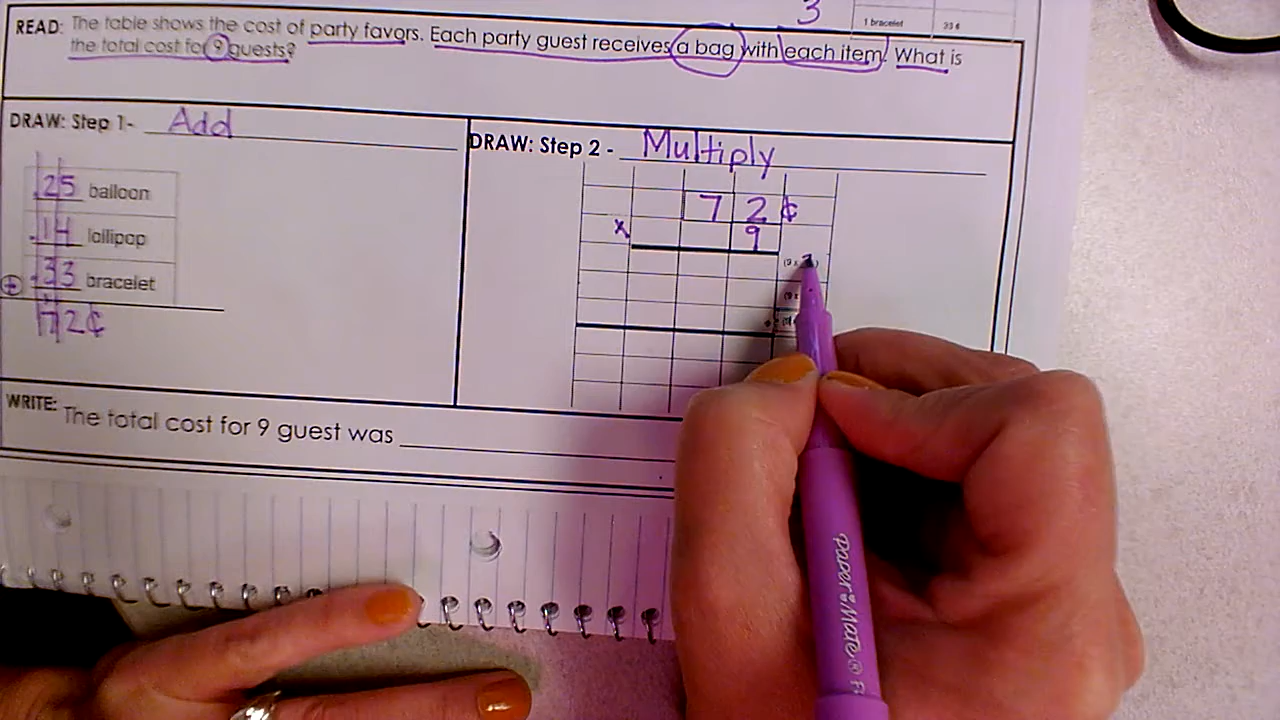 3
1 bracelet 33¢
READ: The table shows the cost of party favors. Each party guest receives a bag with each item. What is
the total cost for 9 guests?
DRAW: Step 1- Add
.25 balloon
.14 lollipop
+ .33 bracelet
72¢
DRAW: Step 2 - Multiply
72¢
x 9
WRITE: The total cost for 9 guest was
paper mate